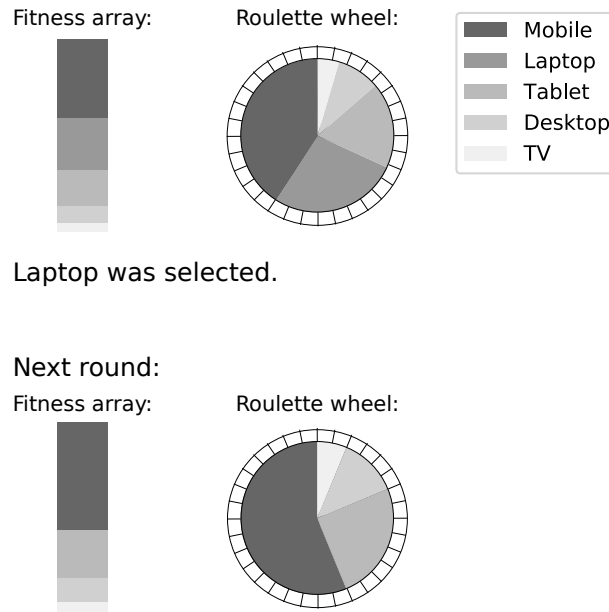 Fitness array:
Roulette wheel:
Mobile
Laptop
Tablet
Desktop
TV
Laptop was selected.
Next round:
Fitness array:
Roulette wheel: